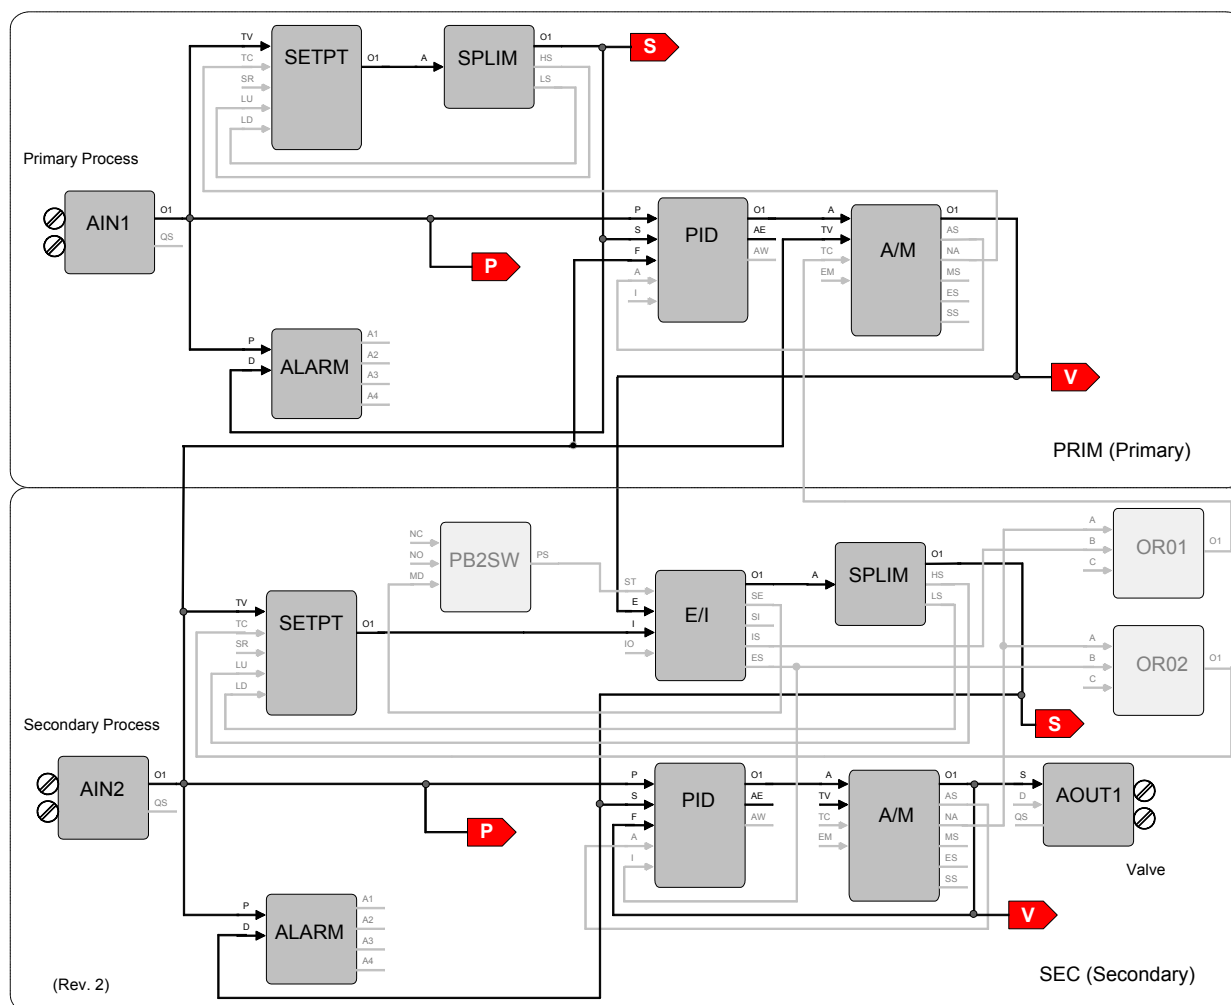 TV
TC
SR
LU
LD
SETPT
O1
A
SPLIM
O1
HS
LS
S
Primary Process
AIN1
O1
QS
P
P
S
F
A
I
PID
O1
AE
AW
A
TV
TC
EM
A/M
O1
AS
NA
MS
ES
SS
P
D
ALARM
A1
A2
A3
A4
V
PRIM (Primary)
NC
NO
MD
PB2SW
PS
TV
TC
SR
LU
LD
SETPT
O1
ST
E
I
IO
E/I
O1
SE
SI
IS
ES
A
SPLIM
O1
HS
LS
A
B
C
OR01
O1
A
B
C
OR02
O1
S
Secondary Process
AIN2
O1
QS
P
P
S
F
A
I
PID
O1
AE
AW
A
TV
TC
EM
A/M
O1
AS
NA
MS
ES
SS
S
D
QS
AOUT1
Valve
P
D
ALARM
A1
A2
A3
A4
V
(Rev. 2)
SEC (Secondary)